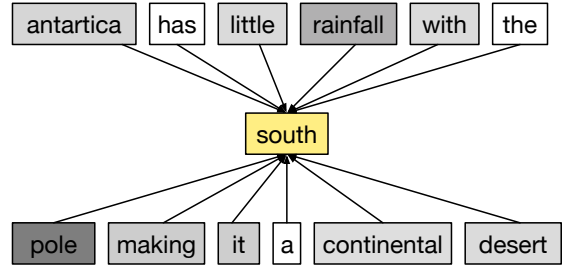 antartica has little rainfall with the
south
pole making it a continental desert